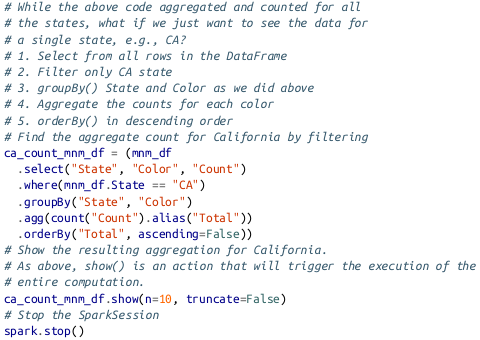 # While the above code aggregated and counted for all
# the states, what if we just want to see the data for
# a single state, e.g., CA?
# 1. Select from all rows in the DataFrame
# 2. Filter only CA state
# 3. groupBy() State and Color as we did above
# 4. Aggregate the counts for each color
# 5. orderBy() in descending order
# Find the aggregate count for California by filtering
ca_count_mnm_df = (mnm_df
  .select("State", "Color", "Count")
  .where(mnm_df.State == "CA")
  .groupBy("State", "Color")
  .agg(count("Count").alias("Total"))
  .orderBy("Total", ascending=False))
# Show the resulting aggregation for California.
# As above, show() is an action that will trigger the execution of the
# entire computation.
ca_count_mnm_df.show(n=10, truncate=False)
# Stop the SparkSession
spark.stop()